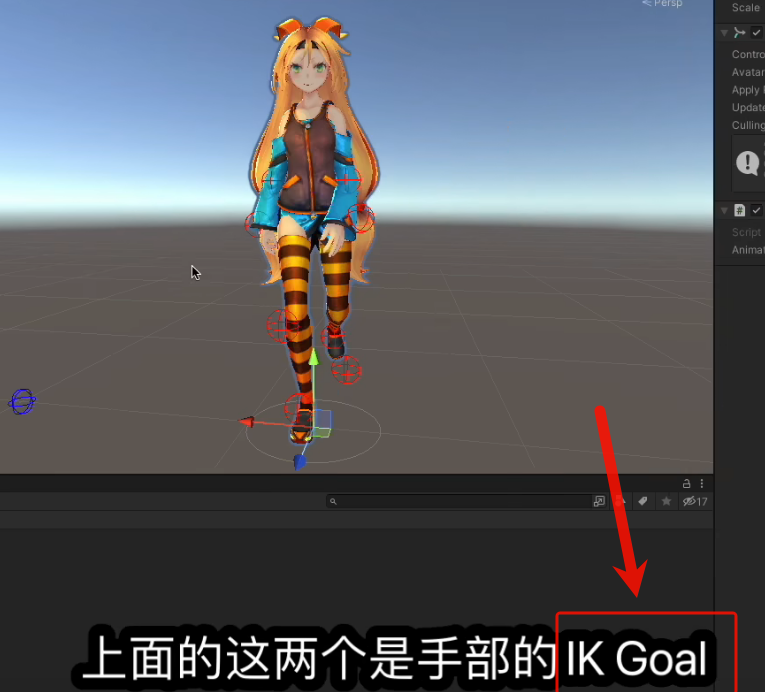 Persp
Scale
Contro
Avatar
Apply
Update
Culling
#
Script
Animat
17
上面的这两个是手部的 IK Goal